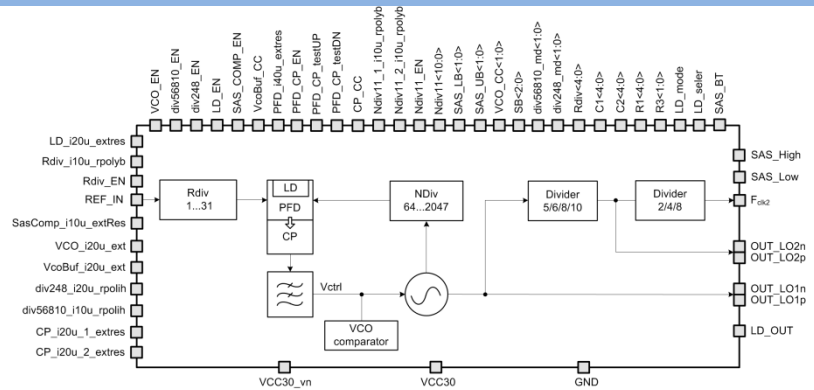 VCO_EN
div56810_EN
div248_EN
LD_EN
SAS_COMP_EN
VcoBuf_CC
PFD_i40u_extres
PFD_CP_EN
PFD_CP_testUP
PFD_CP_testDN
CP_CC
Ndiv11_1_i10u_rpolyb
Ndiv11_2_i10u_rpolyb
Ndiv11_EN
Ndiv11<10:0>
SAS_LB<1:0>
SAS_UB<1:0>
VCO_CC<1:0>
SB<2:0>
div56810_md<1:0>
div248_md<1:0>
Rdiv<4:0>
C1<4:0>
C2<4:0>
R1<4:0>
R3<1:0>
LD_mode
LD_seler
SAS_BT
LD_i20u_extres
Rdiv_i10u_rpolyb
Rdiv_EN
REF_IN
SasComp_i10u_extRes
VCO_i20u_ext
VcoBuf_i20u_ext
div248_i20u_rpolih
div56810_i10u_rpolih
CP_i20u_1_extres
CP_i20u_2_extres
Rdiv
1...31
LD
PFD
CP
NDiv
64...2047
Divider
5/6/8/10
Divider
2/4/8
Vctrl
VCO
comparator
SAS_High
SAS_Low
Fclk2
OUT_LO2n
OUT_LO2p
OUT_LO1n
OUT_LO1p
LD_OUT
VCC30_vn
VCC30
GND